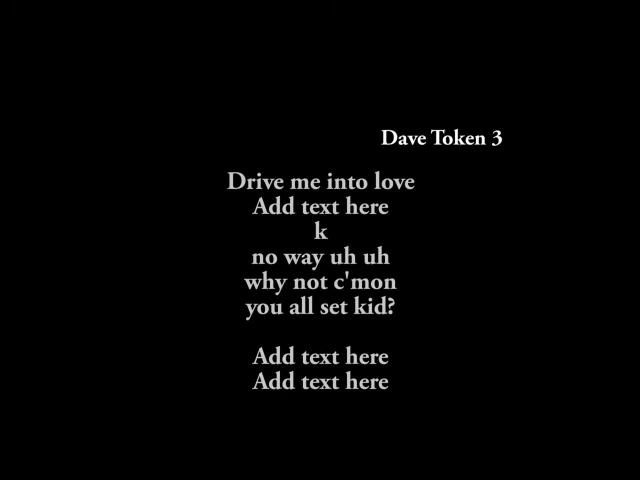 Dave Token 3
Drive me into love
Add text here
k
no way uh uh
why not c'mon
you all set kid?
Add text here
Add text here